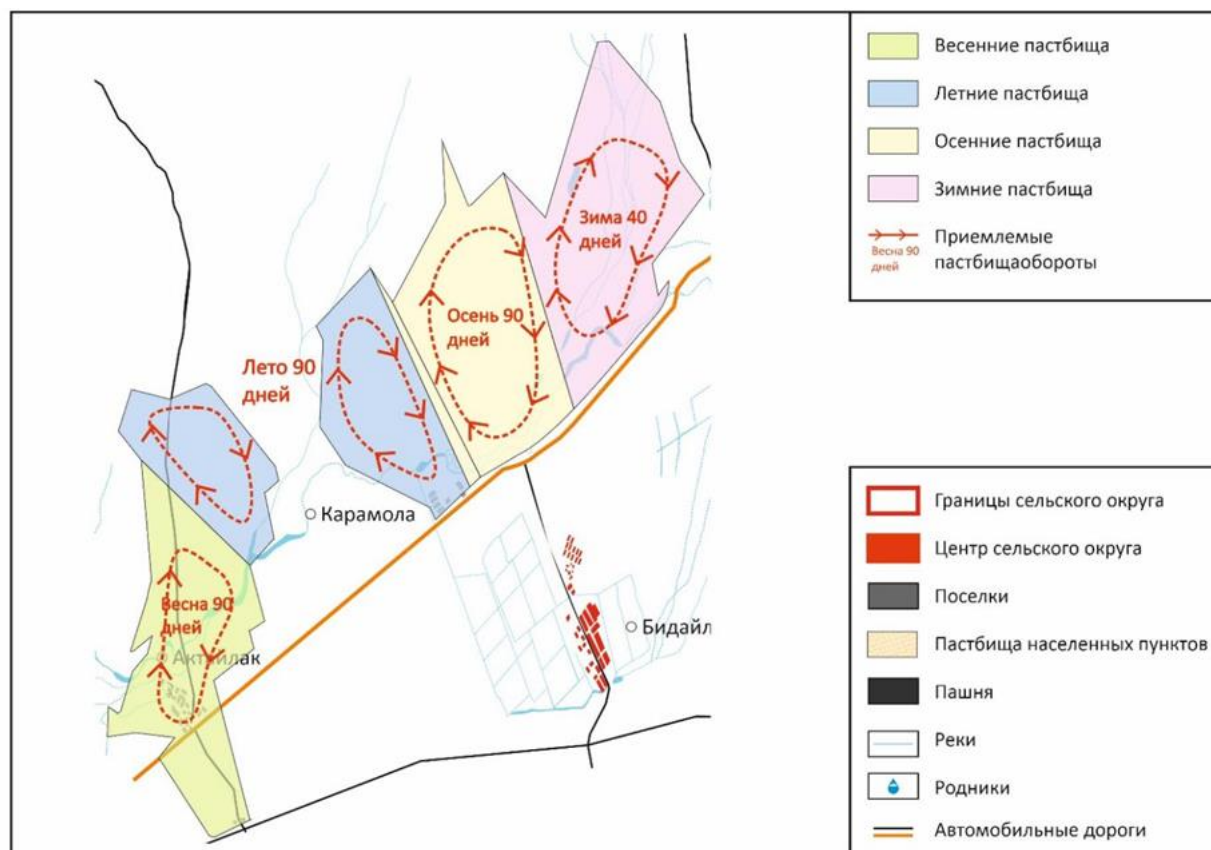 Зима 40
дней
Осень 90
дней
Лето 90
дней
Карамола
Весна 90
дней
Бидайл
Весенние пастбища
Летние пастбища
Осенние пастбища
Зимние пастбища
Весна 90
дней
Приемлемые
пастбищаобороты
Границы сельского округа
Центр сельского округа
Поселки
Пастбища населенных пунктов
Пашня
Реки
Родники
Автомобильные дороги